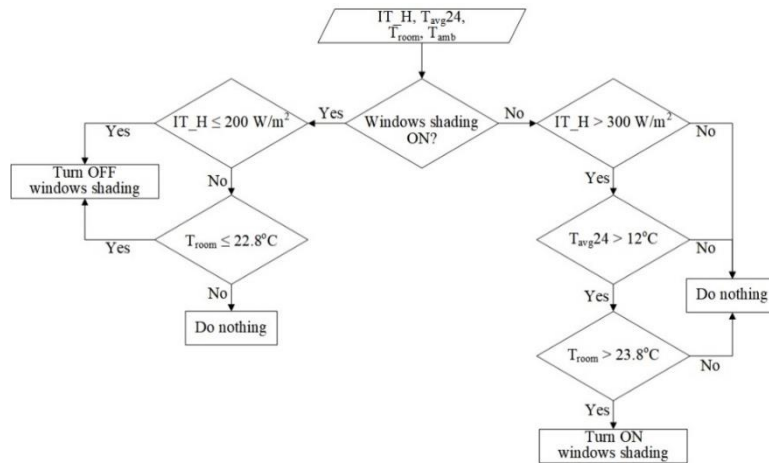 IT_H, Tavg24,
Troom, Tamb
IT_H ≤ 200 W/m²
Yes
Windows shading
ON?
No
IT_H > 300 W/m²
Yes
No
Turn OFF
windows shading
No
Yes
Troom ≤ 22.8°C
Yes
Tavg24 > 12°C
No
No
Do nothing
Yes
Do nothing
Troom > 23.8°C
No
Yes
Turn ON
windows shading